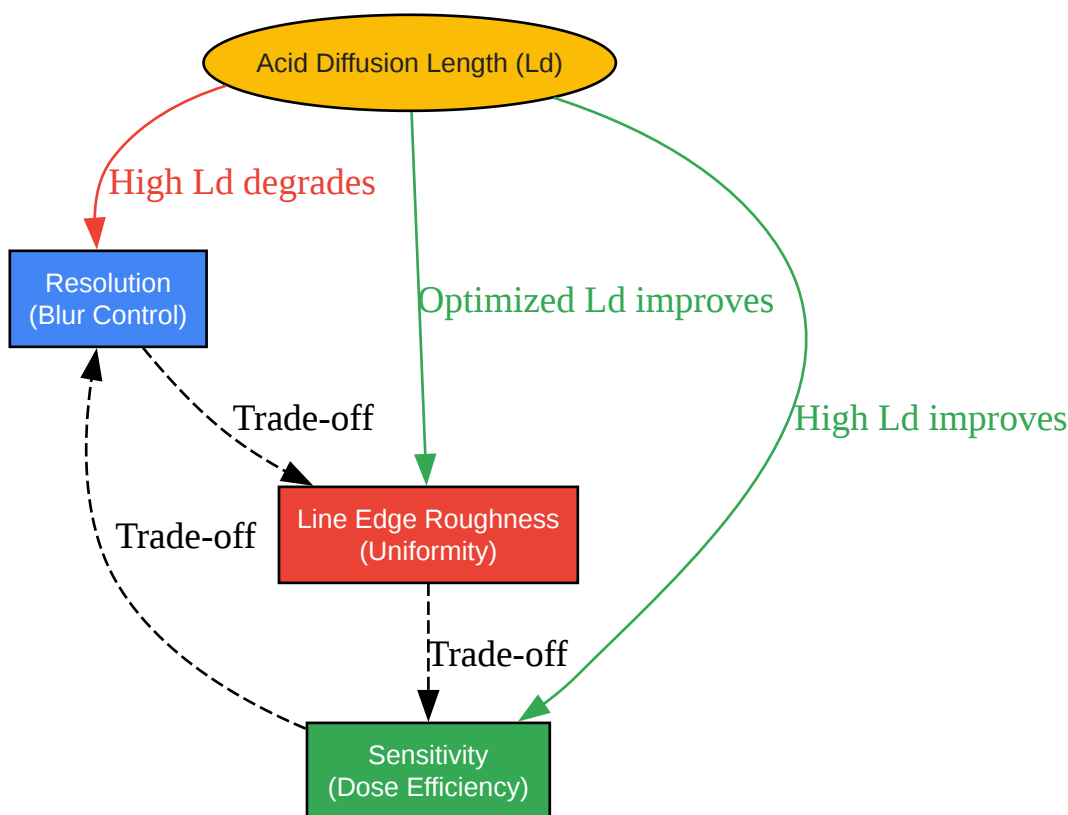 Acid Diffusion Length (Ld)
High Ld degrades
Resolution
(Blur Control)
Optimized Ld improves
High Ld improves
Trade-off
Line Edge Roughness
(Uniformity)
Trade-off
Trade-off
Sensitivity
(Dose Efficiency)